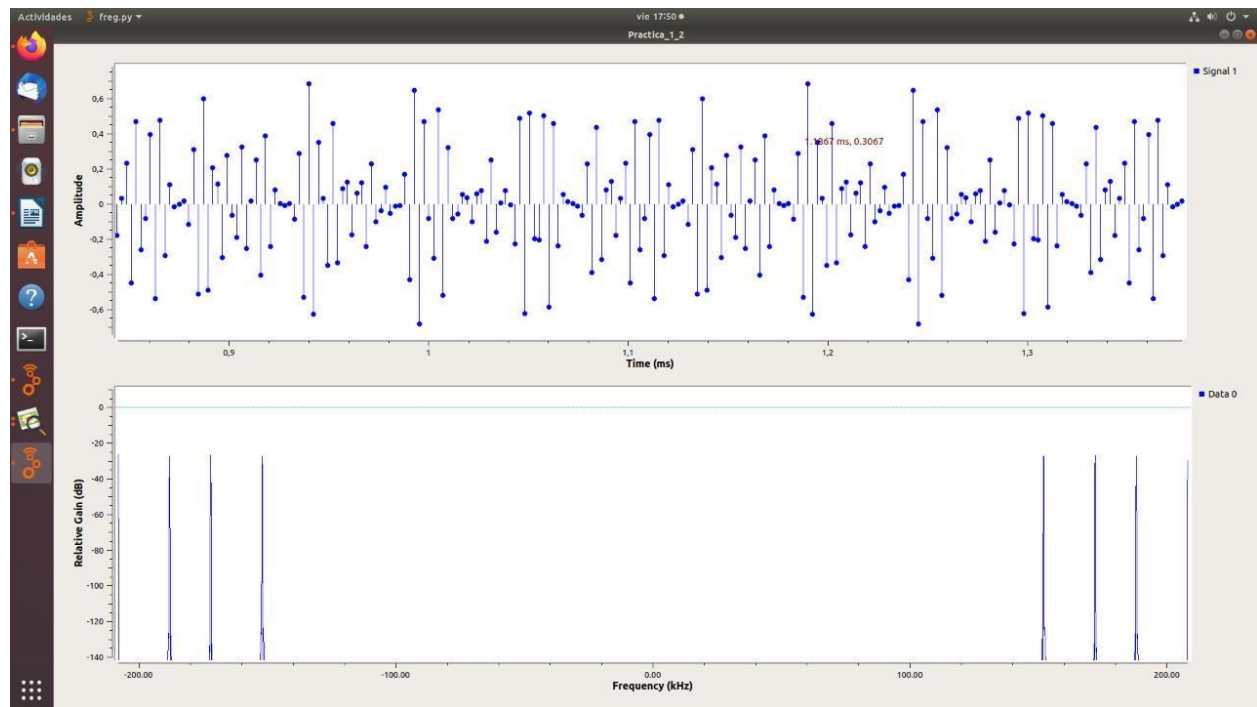 Actividades freg.py vie 17:50
Practica_1_2
Signal 1
Amplitude
0,6
0,4
0,2
0
-0,2
-0,4
-0,6
1.1867 ms, 0.3067
0,9 1 1,1 1,2 1,3
Time (ms)
Data 0
Relative Gain (dB)
0
-20
-40
-60
-80
-100
-120
-140
-200.00 -100.00 0.00 100.00 200.00
Frequency (kHz)